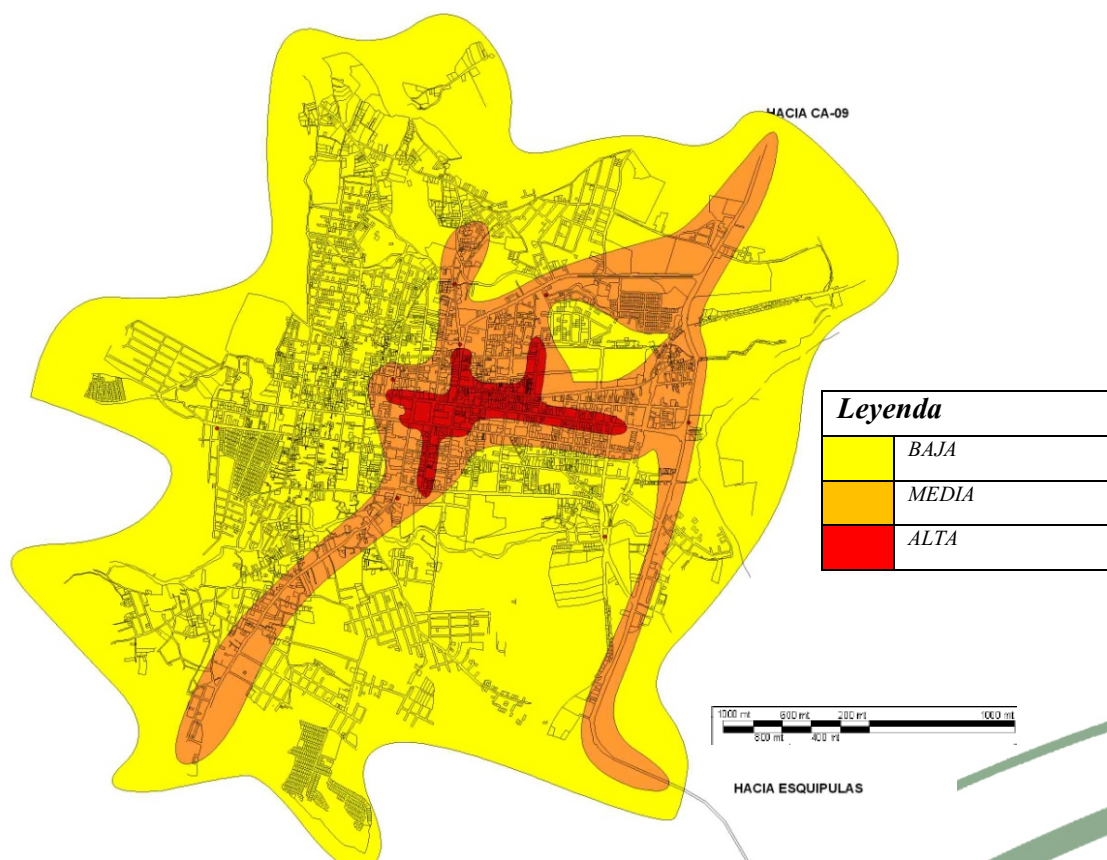 HACIA CA-09
Leyenda
BAJA
MEDIA
ALTA
1000 mt 600 mt 200 mt 1000 mt
800 mt 400 mt
HACIA ESQUIPULAS